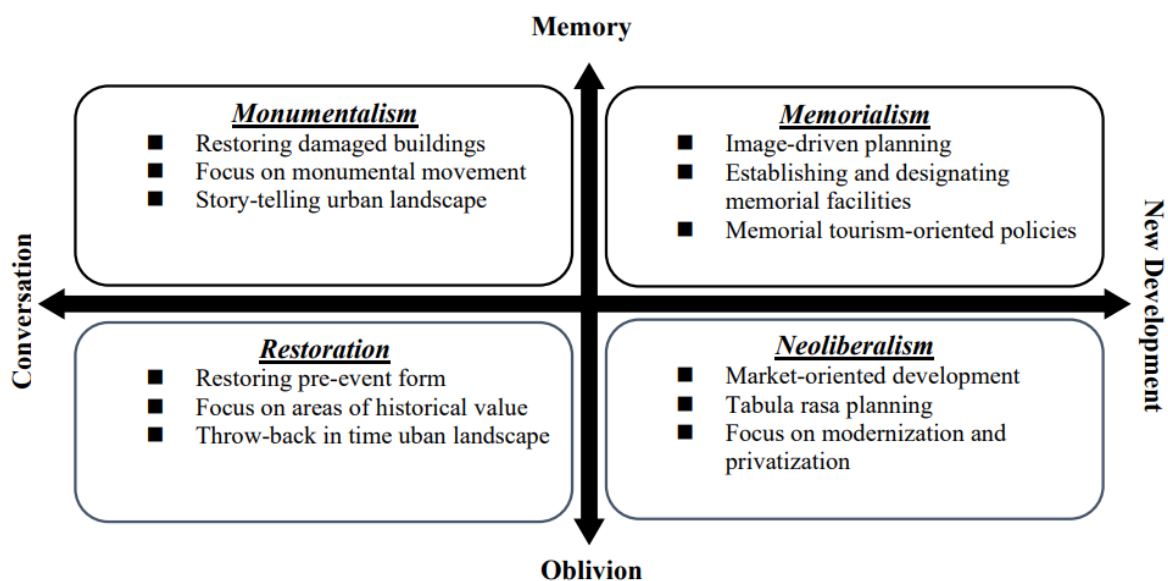 Memory
Monumentalism
■ Restoring damaged buildings
■ Focus on monumental movement
■ Story-telling urban landscape
Memorialism
■ Image-driven planning
■ Establishing and designating
memorial facilities
■ Memorial tourism-oriented policies
Conversation
New Development
Restoration
■ Restoring pre-event form
■ Focus on areas of historical value
■ Throw-back in time uban landscape
Neoliberalism
■ Market-oriented development
■ Tabula rasa planning
■ Focus on modernization and
privatization
Oblivion